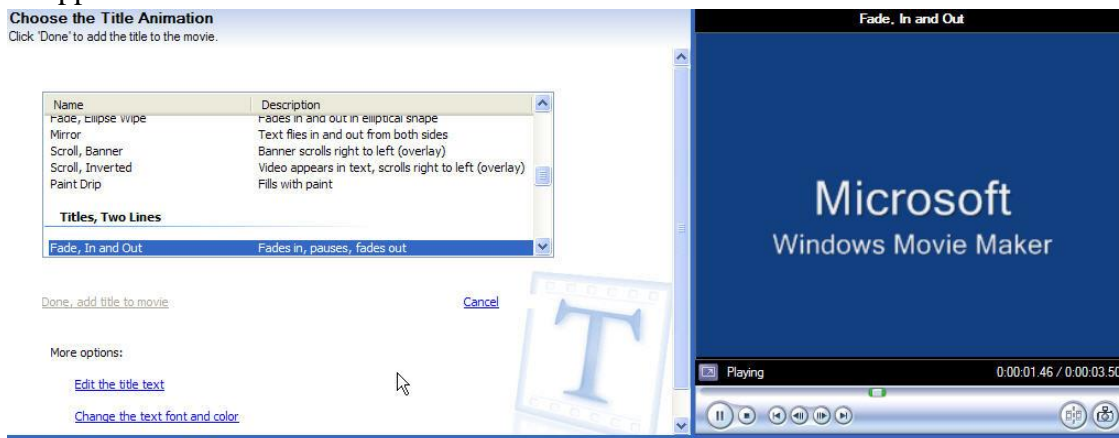 Choose the Title Animation
Click 'Done' to add the title to the movie.
Name Description
Fade, Ellipse Wipe Fades in and out in elliptical shape
Mirror Text flies in and out from both sides
Scroll, Banner Banner scrolls right to left (overlay)
Scroll, Inverted Video appears in text, scrolls right to left (overlay)
Paint Drip Fills with paint
Titles, Two Lines
Fade, In and Out Fades in, pauses, fades out
Done, add title to movie Cancel
More options:
Edit the title text
Change the text font and color
T
Fade, In and Out
Microsoft
Windows Movie Maker
Playing 0:00:01.46 / 0:00:03.50